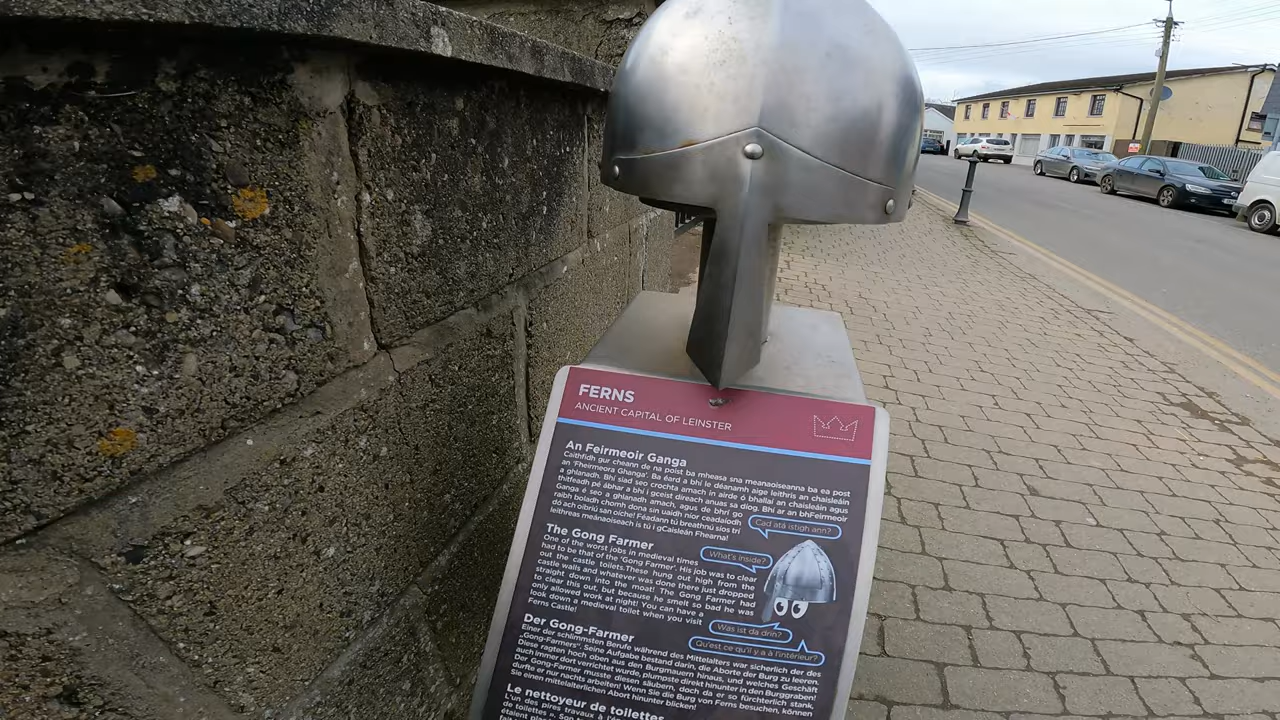 FERNS
ANCIENT CAPITAL OF LEINSTER
An Feirmeoir Ganga
Caithfidh gur cheann de na poist ba mheasa sna meanaoiseanna ba ea post
an 'Fheirmeora Ghanga'. Ba éard a bhí le déanamh aige leithris an chaisleáin
a ghlanadh. Bhí siad seo crochta amach in airde ó bhallaí an chaisleáin agus
thitfeadh pé ábhar a bhí i gceist díreach anuas sa díog. Bhí ar an bhFeirmeoir
Ganga é seo a ghlanadh amach, agus de bhrí go
raibh boladh chomh dona sin uaidh níor ceadaíodh
dó ach oibriú san oíche! Féadann tú breathnú síos trí
leithreas meánaoiseach is tú i gCaisleán Fhearna!
Cad atá istigh ann?
The Gong Farmer
One of the worst jobs in medieval times
had to be that of the 'Gong Farmer'. His job was to clear
out the castle toilets.These hung out high from the
castle walls and whatever was done there just dropped
straight down into the moat! The Gong Farmer had
to clear this out, but because he smelt so bad he was
only allowed work at night! You can have a
look down a medieval toilet when you visit
Ferns Castle!
What's inside?
Was ist da drin?
Qu'est ce qu'il y a à l'intérieur?
Der Gong-Farmer
Einer der schlimmsten Berufe während des Mittelalters war sicherlich der des
„Gong-Farmers". Seine Aufgabe bestand darin, die Aborte der Burg zu leeren.
Diese ragten hoch oben aus den Burgmauern hinaus, und welches Geschäft
auch immer dort verrichtet wurde, plumpste direkt hinunter in den Burggraben!
Der Gong-Farmer musste diesen säubern, doch da er so fürchterlich stank,
durfte er nur nachts arbeiten! Wenn Sie die Burg von Ferns besuchen, können
Sie einen mittelalterlichen Abort hinunter blicken!
Le nettoyeur de toilettes
L'un des pires travaux à
de toilettes ». Son
étaient